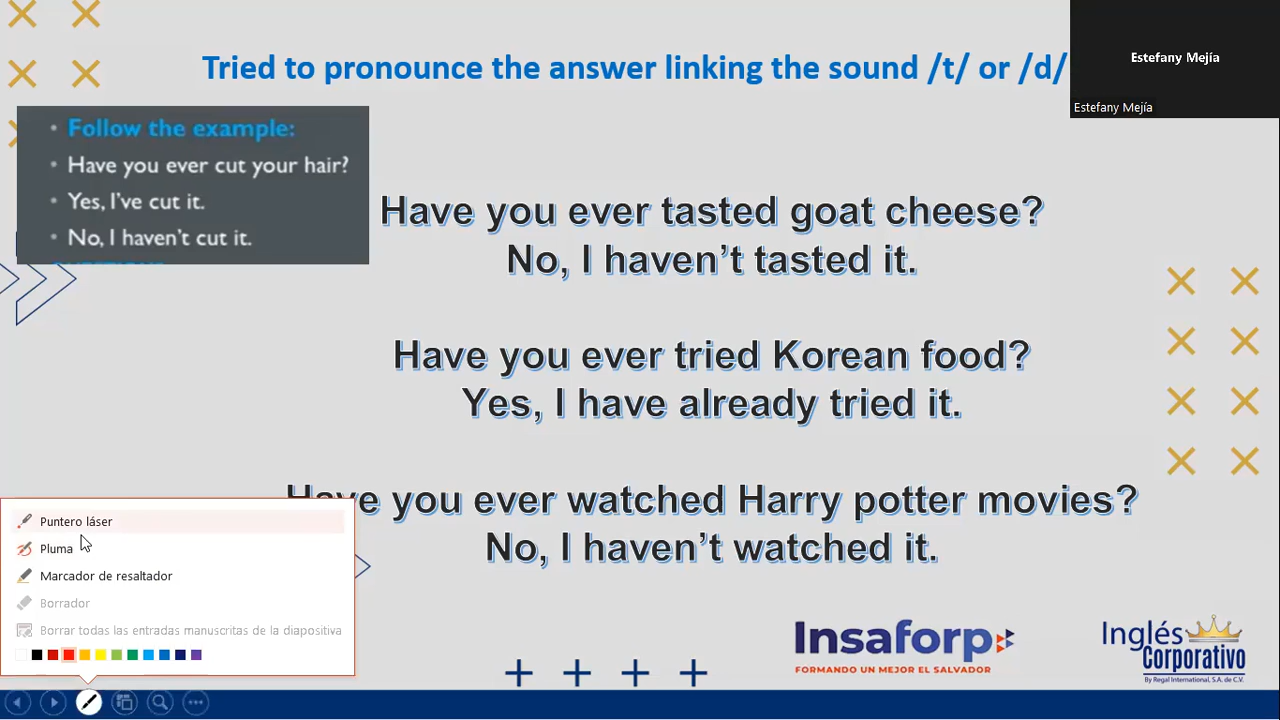 Tried to pronounce the answer linking the sound /t/ or /d/
Estefany Mejía
Estefany Mejía
• Follow the example:
• Have you ever cut your hair?
• Yes, I've cut it.
• No, I haven't cut it.
Have you ever tasted goat cheese?
No, I haven't tasted it.
Have you ever tried Korean food?
Yes, I have already tried it.
Have you ever watched Harry potter movies?
No, I haven't watched it.
Puntero láser
Pluma
Marcador de resaltador
Borrador
Borrar todas las entradas manuscritas de la diapositiva
Insaforp
FORMANDO UN MEJOR EL SALVADOR
Inglés
Corporativo
By Regal International, S.A. de C.V.